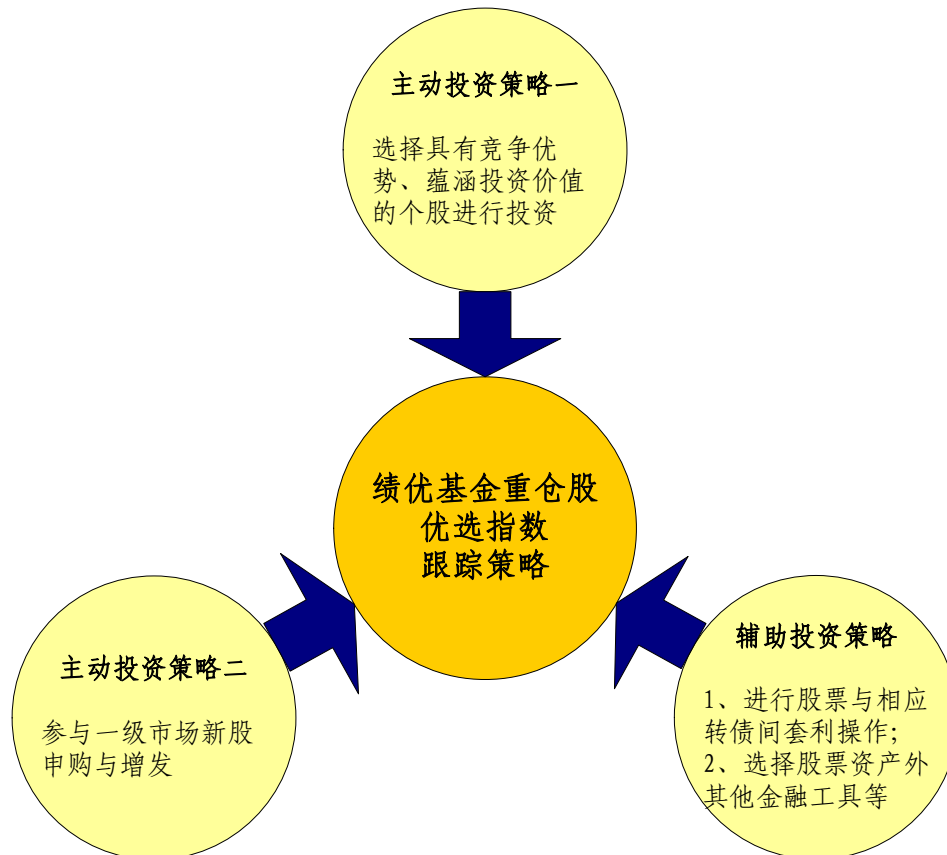 主动投资策略一
选择具有竞争优
势、蕴涵投资价值
的个股进行投资
绩优基金重仓股
优选指数
跟踪策略
主动投资策略二
参与一级市场新股
申购与增发
辅助投资策略
1、进行股票与相应
转债间套利操作;
2、选择股票资产外
其他金融工具等